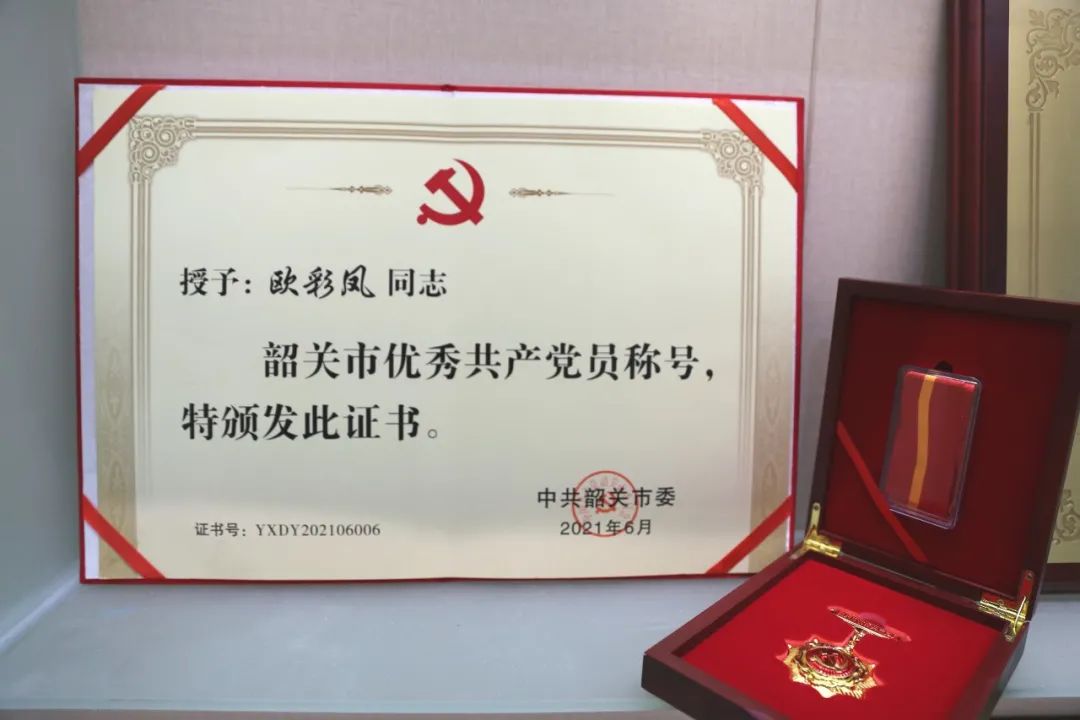 授予：欧彩凤 同志
韶关市优秀共产党员称号，
特颁发此证书。
中共韶关市委
2021年6月
证书号：YXDY202106006